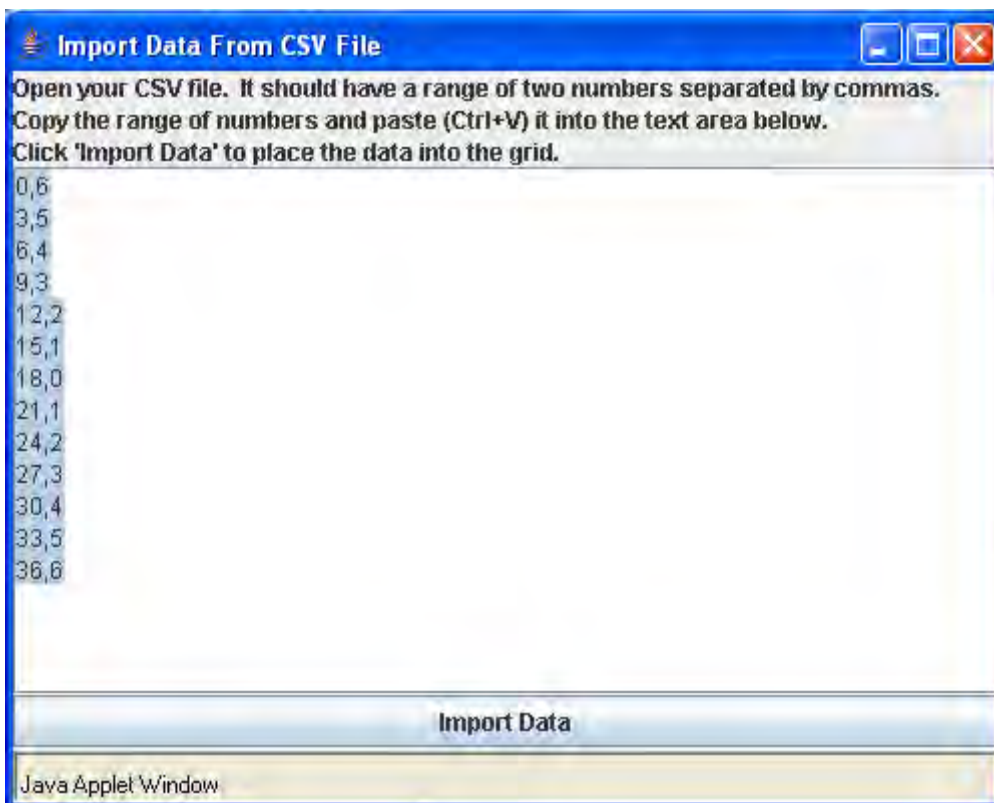 Import Data From CSV File
Open your CSV file. It should have a range of two numbers separated by commas.
Copy the range of numbers and paste (Ctrl+V) it into the text area below.
Click 'Import Data' to place the data into the grid.
0,6
3,5
6,4
9,3
12,2
15,1
18,0
21,1
24,2
27,3
30,4
33,5
36,6
Import Data
Java Applet Window